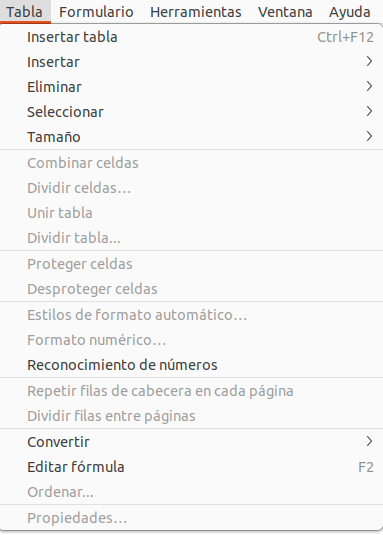 Tabla Formulario Herramientas Ventana Ayuda
Insertar tabla Ctrl+F12
Insertar
Eliminar
Seleccionar
Tamaño
Combinar celdas
Dividir celdas…
Unir tabla
Dividir tabla...
Proteger celdas
Desproteger celdas
Estilos de formato automático…
Formato numérico…
Reconocimiento de números
Repetir filas de cabecera en cada página
Dividir filas entre páginas
Convertir
Editar fórmula F2
Ordenar...
Propiedades…